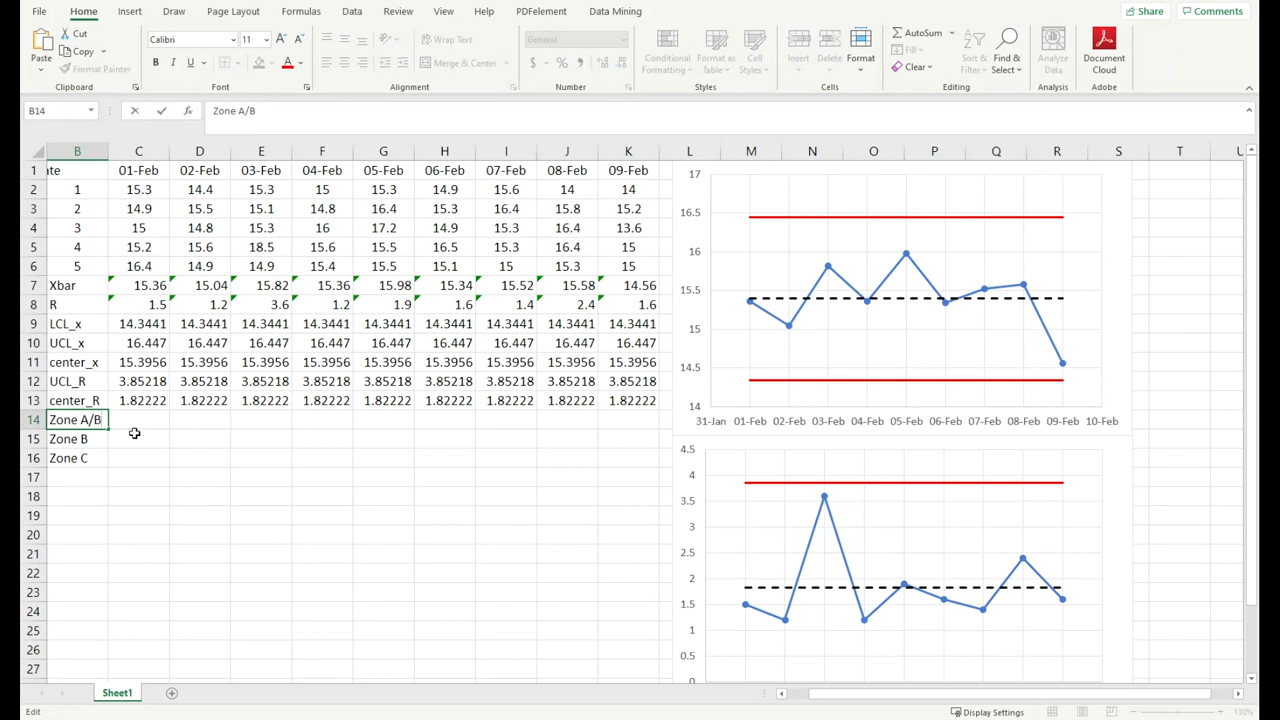 File Home Insert Draw Page Layout Formulas Data Review View Help PDFelement Data Mining Share Comments
Paste Cut Copy Format Painter
Calibri 11
B I U
Wrap Text
Merge & Center
General
Conditional Formatting Format as Table Cell Styles
Insert Delete Format
AutoSum Fill Clear
Sort & Filter Find & Select
Analyze Data
Document Cloud
Clipboard Font Alignment Number Styles Cells Editing Analysis Adobe
B14 fx Zone A/B
B C D E F G H I J K L M N O P Q R S T U
1 te 01-Feb 02-Feb 03-Feb 04-Feb 05-Feb 06-Feb 07-Feb 08-Feb 09-Feb
2 1 15.3 14.4 15.3 15 15.3 14.9 15.6 14 14
3 2 14.9 15.5 15.1 14.8 16.4 15.3 16.4 15.8 15.2
4 3 15 14.8 15.3 16 17.2 14.9 15.3 16.4 13.6
5 4 15.2 15.6 18.5 15.6 15.5 16.5 15.3 16.4 15
6 5 16.4 14.9 14.9 15.4 15.5 15.1 15 15.3 15
7 Xbar 15.36 15.04 15.82 15.36 15.98 15.34 15.52 15.58 14.56
8 R 1.5 1.2 3.6 1.2 1.9 1.6 1.4 2.4 1.6
9 LCL_x 14.3441 14.3441 14.3441 14.3441 14.3441 14.3441 14.3441 14.3441 14.3441
10 UCL_x 16.447 16.447 16.447 16.447 16.447 16.447 16.447 16.447 16.447
11 center_x 15.3956 15.3956 15.3956 15.3956 15.3956 15.3956 15.3956 15.3956 15.3956
12 UCL_R 3.85218 3.85218 3.85218 3.85218 3.85218 3.85218 3.85218 3.85218 3.85218
13 center_R 1.82222 1.82222 1.82222 1.82222 1.82222 1.82222 1.82222 1.82222 1.82222
14 Zone A/B
15 Zone B
16 Zone C
17
18
19
20
21
22
23
24
25
26
27
17
16.5
16
15.5
15
14.5
14
31-Jan 01-Feb 02-Feb 03-Feb 04-Feb 05-Feb 06-Feb 07-Feb 08-Feb 09-Feb 10-Feb
4.5
4
3.5
3
2.5
2
1.5
1
0.5
0
Sheet1
Edit Display Settings 130%